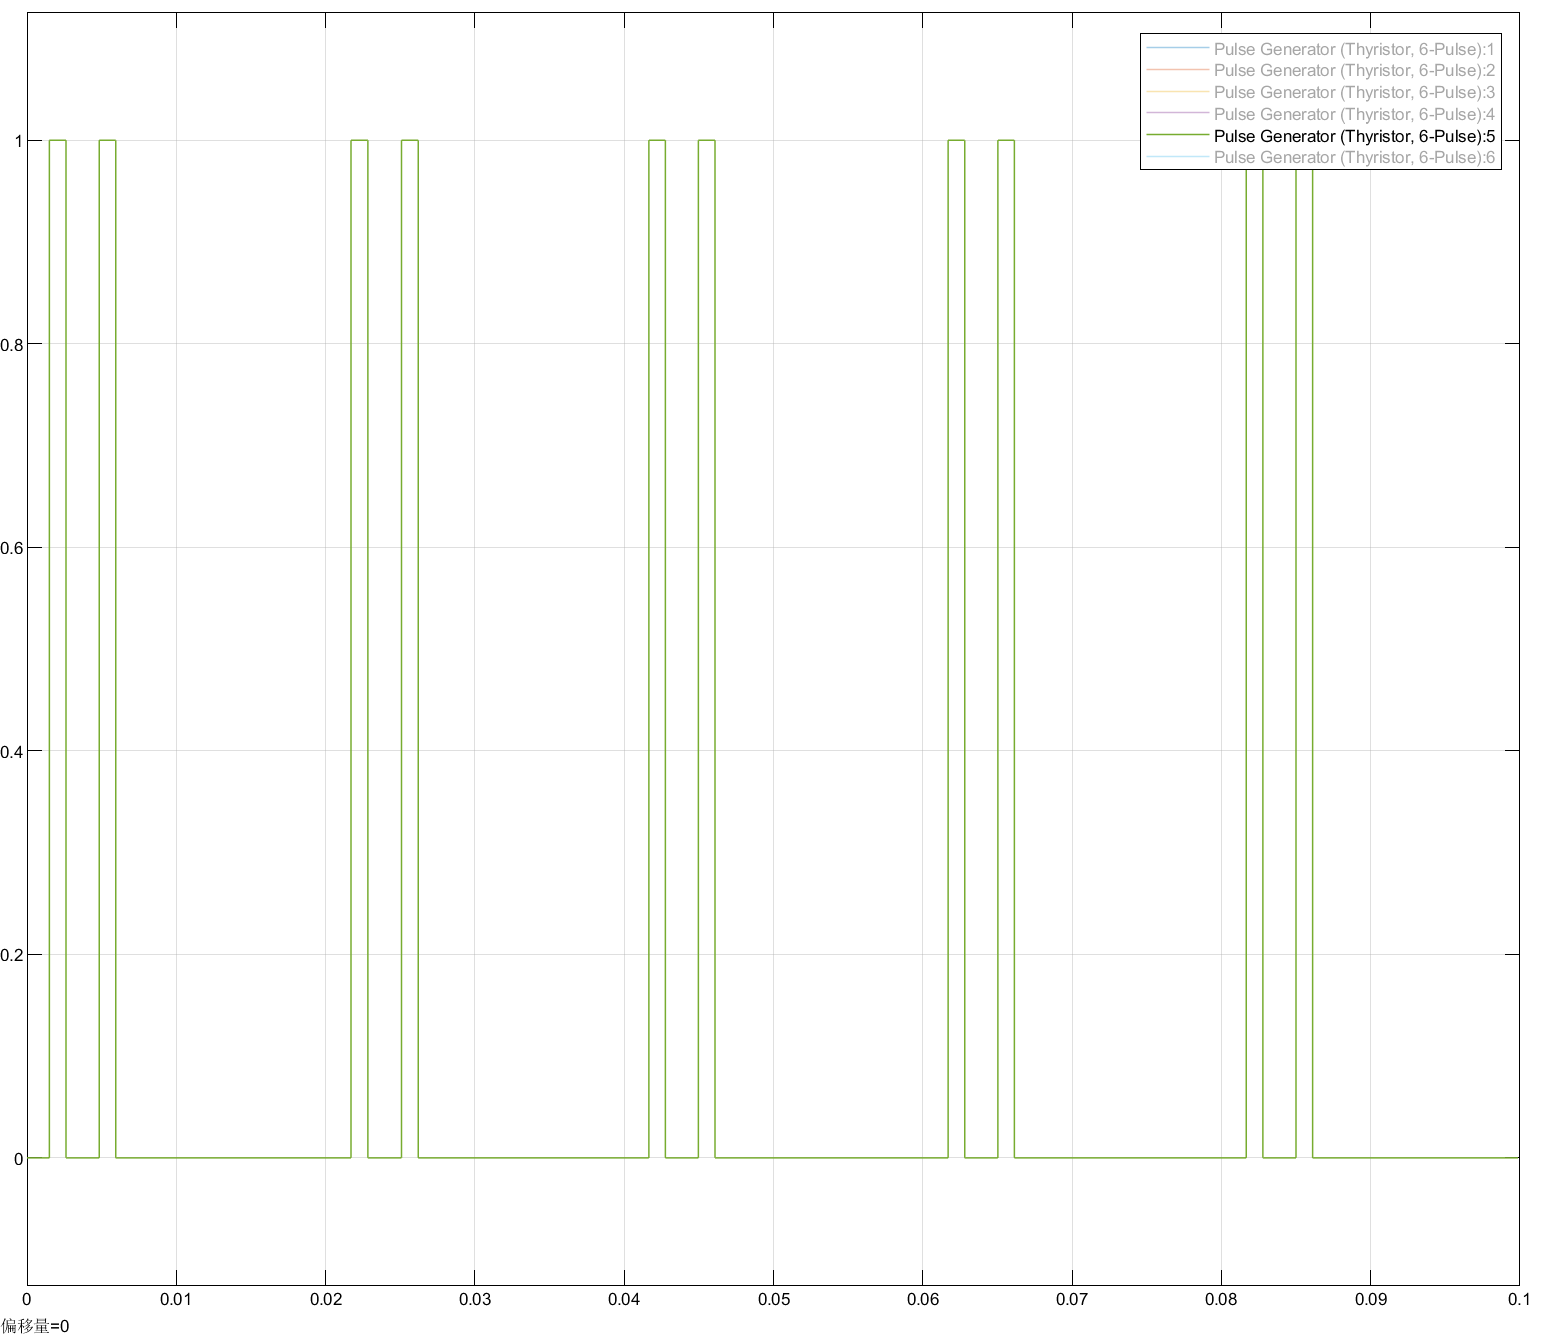 Pulse Generator (Thyristor, 6-Pulse):1
Pulse Generator (Thyristor, 6-Pulse):2
Pulse Generator (Thyristor, 6-Pulse):3
Pulse Generator (Thyristor, 6-Pulse):4
Pulse Generator (Thyristor, 6-Pulse):5
Pulse Generator (Thyristor, 6-Pulse):6
1
0.8
0.6
0.4
0.2
0
0 0.01 0.02 0.03 0.04 0.05 0.06 0.07 0.08 0.09 0.1
偏移量=0